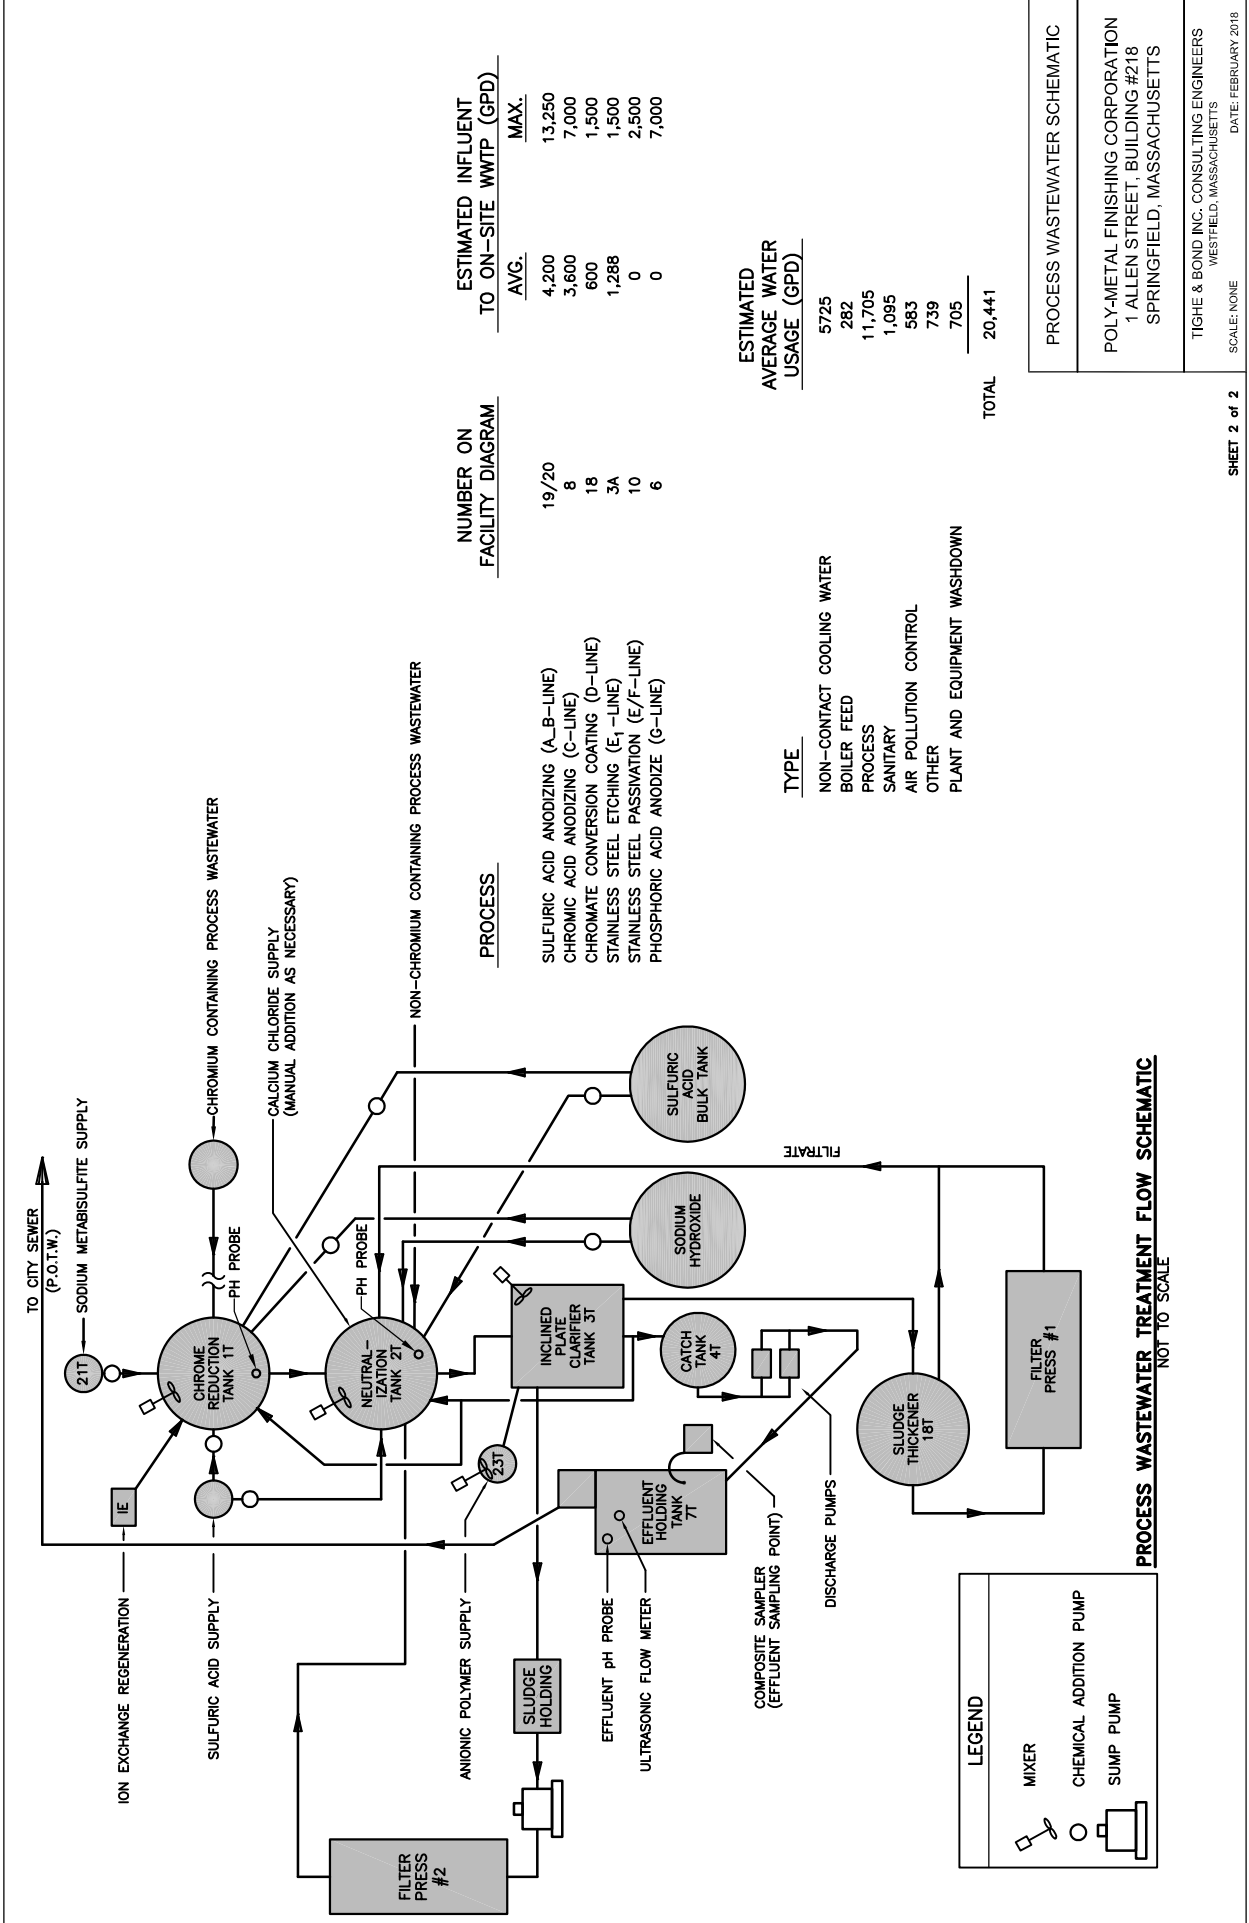 TO CITY SEWER
(P.O.T.W.)
SODIUM METABISULFITE SUPPLY
21T
CHROMIUM CONTAINING PROCESS WASTEWATER
CALCIUM CHLORIDE SUPPLY
(MANUAL ADDITION AS NECESSARY)
NON-CHROMIUM CONTAINING PROCESS WASTEWATER
PH PROBE
CHROME
REDUCTION
TANK 1T
PH PROBE
NEUTRAL-
IZATION
TANK 2T
IE
ION EXCHANGE REGENERATION
SULFURIC ACID SUPPLY
ANIONIC POLYMER SUPPLY
23T
INCLINED
PLATE
CLARIFIER
TANK 3T
CATCH
TANK
4T
SODIUM
HYDROXIDE
SULFURIC
ACID
BULK TANK
FILTRATE
EFFLUENT
HOLDING
TANK
7T
EFFLUENT pH PROBE
ULTRASONIC FLOW METER
COMPOSITE SAMPLER
(EFFLUENT SAMPLING POINT)
DISCHARGE PUMPS
SLUDGE
THICKENER
18T
FILTER
PRESS #1
SLUDGE
HOLDING
FILTER
PRESS
#2
LEGEND
MIXER
CHEMICAL ADDITION PUMP
SUMP PUMP
PROCESS WASTEWATER TREATMENT FLOW SCHEMATIC
NOT TO SCALE
PROCESS
NUMBER ON
FACILITY DIAGRAM
ESTIMATED INFLUENT
TO ON-SITE WWTP (GPD)
AVG.
MAX.
SULFURIC ACID ANODIZING (A_B-LINE) 19/20 4,200 13,250
CHROMIC ACID ANODIZING (C-LINE) 8 3,600 7,000
CHROMATE CONVERSION COATING (D-LINE) 18 600 1,500
STAINLESS STEEL ETCHING (E1-LINE) 3A 1,288 1,500
STAINLESS STEEL PASSIVATION (E/F-LINE) 10 0 2,500
PHOSPHORIC ACID ANODIZE (G-LINE) 6 0 7,000
TYPE
ESTIMATED
AVERAGE WATER
USAGE (GPD)
NON-CONTACT COOLING WATER 5725
BOILER FEED 282
PROCESS 11,705
SANITARY 1,095
AIR POLLUTION CONTROL 583
OTHER 739
PLANT AND EQUIPMENT WASHDOWN 705
TOTAL 20,441
PROCESS WASTEWATER SCHEMATIC
POLY-METAL FINISHING CORPORATION
1 ALLEN STREET, BUILDING #218
SPRINGFIELD, MASSACHUSETTS
TIGHE & BOND INC. CONSULTING ENGINEERS
WESTFIELD, MASSACHUSETTS
SCALE: NONE DATE: FEBRUARY 2018
SHEET 2 of 2